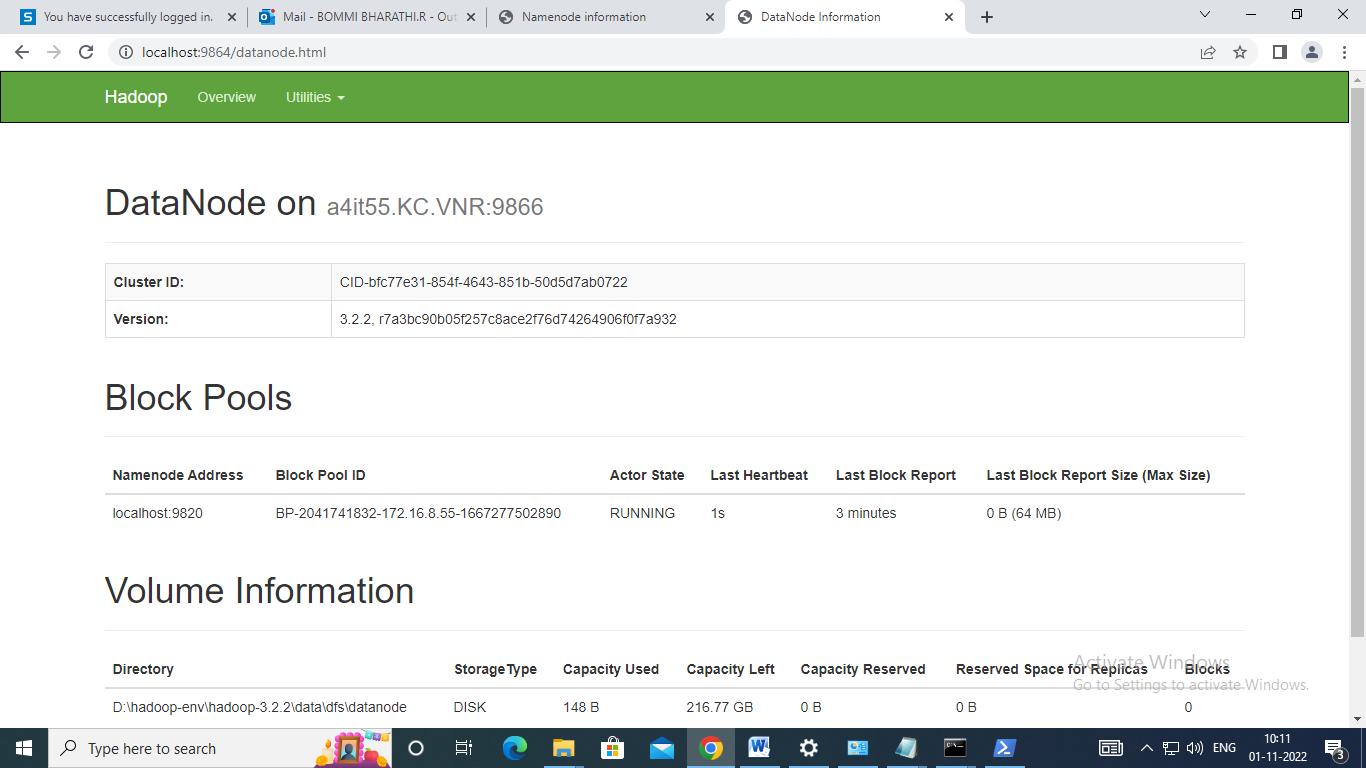 You have successfully logged in.
Mail - BOMMI BHARATHI.R - Out
Namenode information
DataNode Information
localhost:9864/datanode.html
Hadoop Overview Utilities
DataNode on a4it55.KC.VNR:9866
Cluster ID: CID-bfc77e31-854f-4643-851b-50d5d7ab0722
Version: 3.2.2, r7a3bc90b05f257c8ace2f76d74264906f0f7a932
Block Pools
Namenode Address Block Pool ID Actor State Last Heartbeat Last Block Report Last Block Report Size (Max Size)
localhost:9820 BP-2041741832-172.16.8.55-1667277502890 RUNNING 1s 3 minutes 0 B (64 MB)
Volume Information
Directory StorageType Capacity Used Capacity Left Capacity Reserved Reserved Space for Replicas Blocks
D:\hadoop-env\hadoop-3.2.2\data\dfs\datanode DISK 148 B 216.77 GB 0 B 0 B 0
Activate Windows
Go to Settings to activate Windows.
Type here to search
ENG
10:11
01-11-2022
3